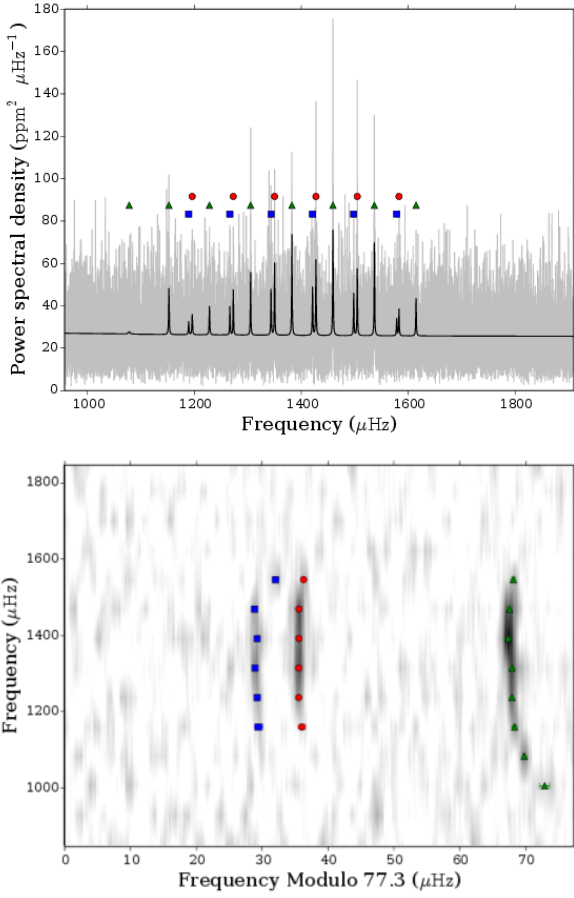 180
160
140
120
100
80
60
40
20
0
Power spectral density (ppm² μHz⁻¹)
1000 1200 1400 1600 1800
Frequency (μHz)
1800
1600
1400
1200
1000
Frequency (μHz)
0 10 20 30 40 50 60 70
Frequency Modulo 77.3 (μHz)